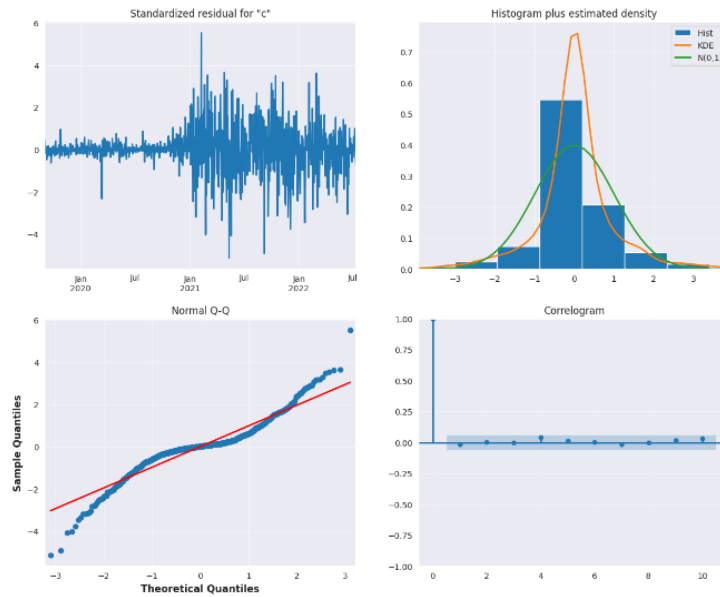 Standardized residual for "c"
6
4
2
0
−2
−4
Jan
2020
Jul
Jan
2021
Jul
Jan
2022
Jul
Histogram plus estimated density
Hist
KDE
N(0,1
0.7
0.6
0.5
0.4
0.3
0.2
0.1
0.0
−3 −2 −1 0 1 2 3
Normal Q-Q
Sample Quantiles
6
4
2
0
−2
−4
−3 −2 −1 0 1 2 3
Theoretical Quantiles
Correlogram
1.00
0.75
0.50
0.25
0.00
−0.25
−0.50
−0.75
−1.00
0 2 4 6 8 10